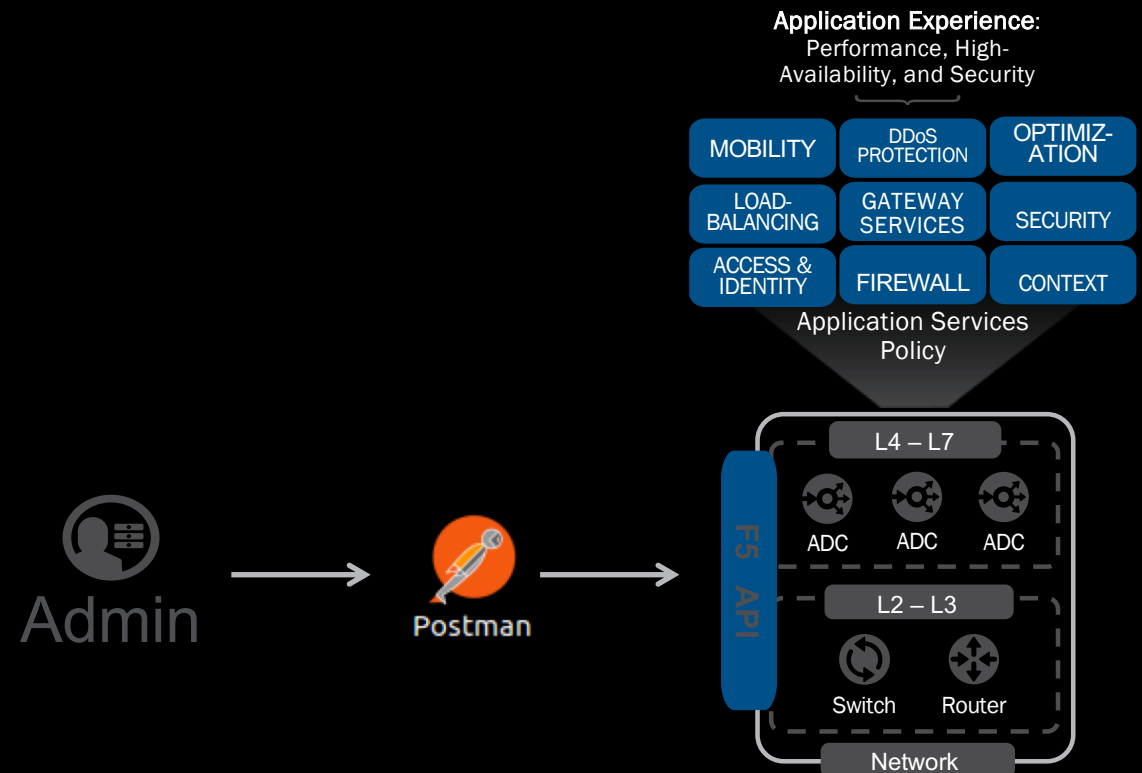 Application Experience:
Performance, High-
Availability, and Security
MOBILITY
DDoS
PROTECTION
OPTIMIZ-
ATION
LOAD-
BALANCING
GATEWAY
SERVICES
SECURITY
ACCESS &
IDENTITY
FIREWALL
CONTEXT
Application Services
Policy
L4 – L7
ADC
ADC
ADC
F5 API
L2 – L3
Switch
Router
Network
Admin
Postman